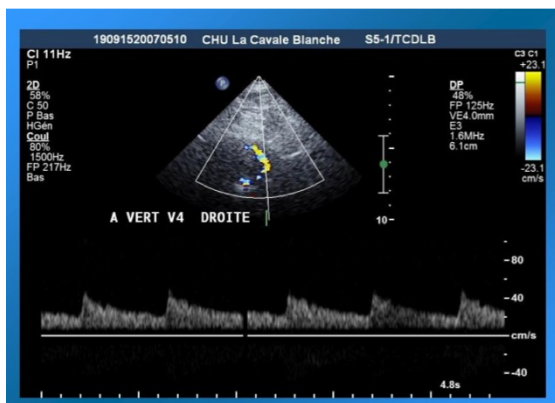 19091520070510 CHU La Cavale Blanche S5-1/TCDLB
CI 11Hz
P1
2D
58%
C 50
P Bas
HGén
Coul
80%
1500Hz
FP 217Hz
Bas
C3 C1
+23.1
-23.1
cm/s
DP
48%
FP 125Hz
VE4.0mm
E3
1.6MHz
6.1cm
P
10-
A VERT V4 DROITE
-80
-40
-cm/s
-40
4.8s